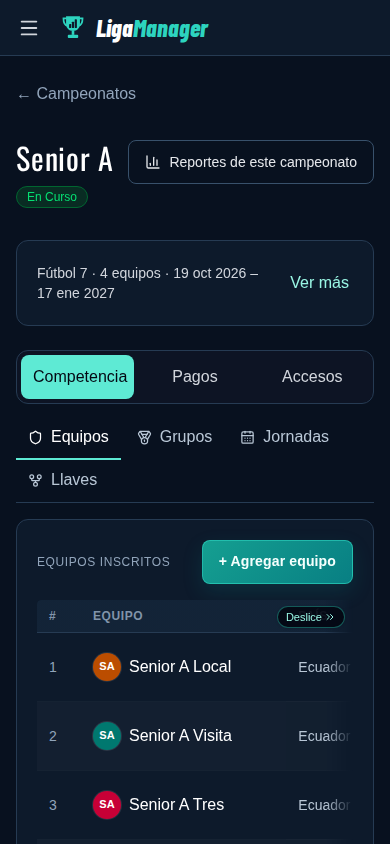 LigaManager
← Campeonatos
Senior A
Reportes de este campeonato
En Curso
Fútbol 7 · 4 equipos · 19 oct 2026 –
17 ene 2027
Ver más
Competencia Pagos Accesos
Equipos Grupos Jornadas
Llaves
EQUIPOS INSCRITOS + Agregar equipo
# EQUIPO Deslice »
1 SA Senior A Local Ecuador
2 SA Senior A Visita Ecuador
3 SA Senior A Tres Ecuador